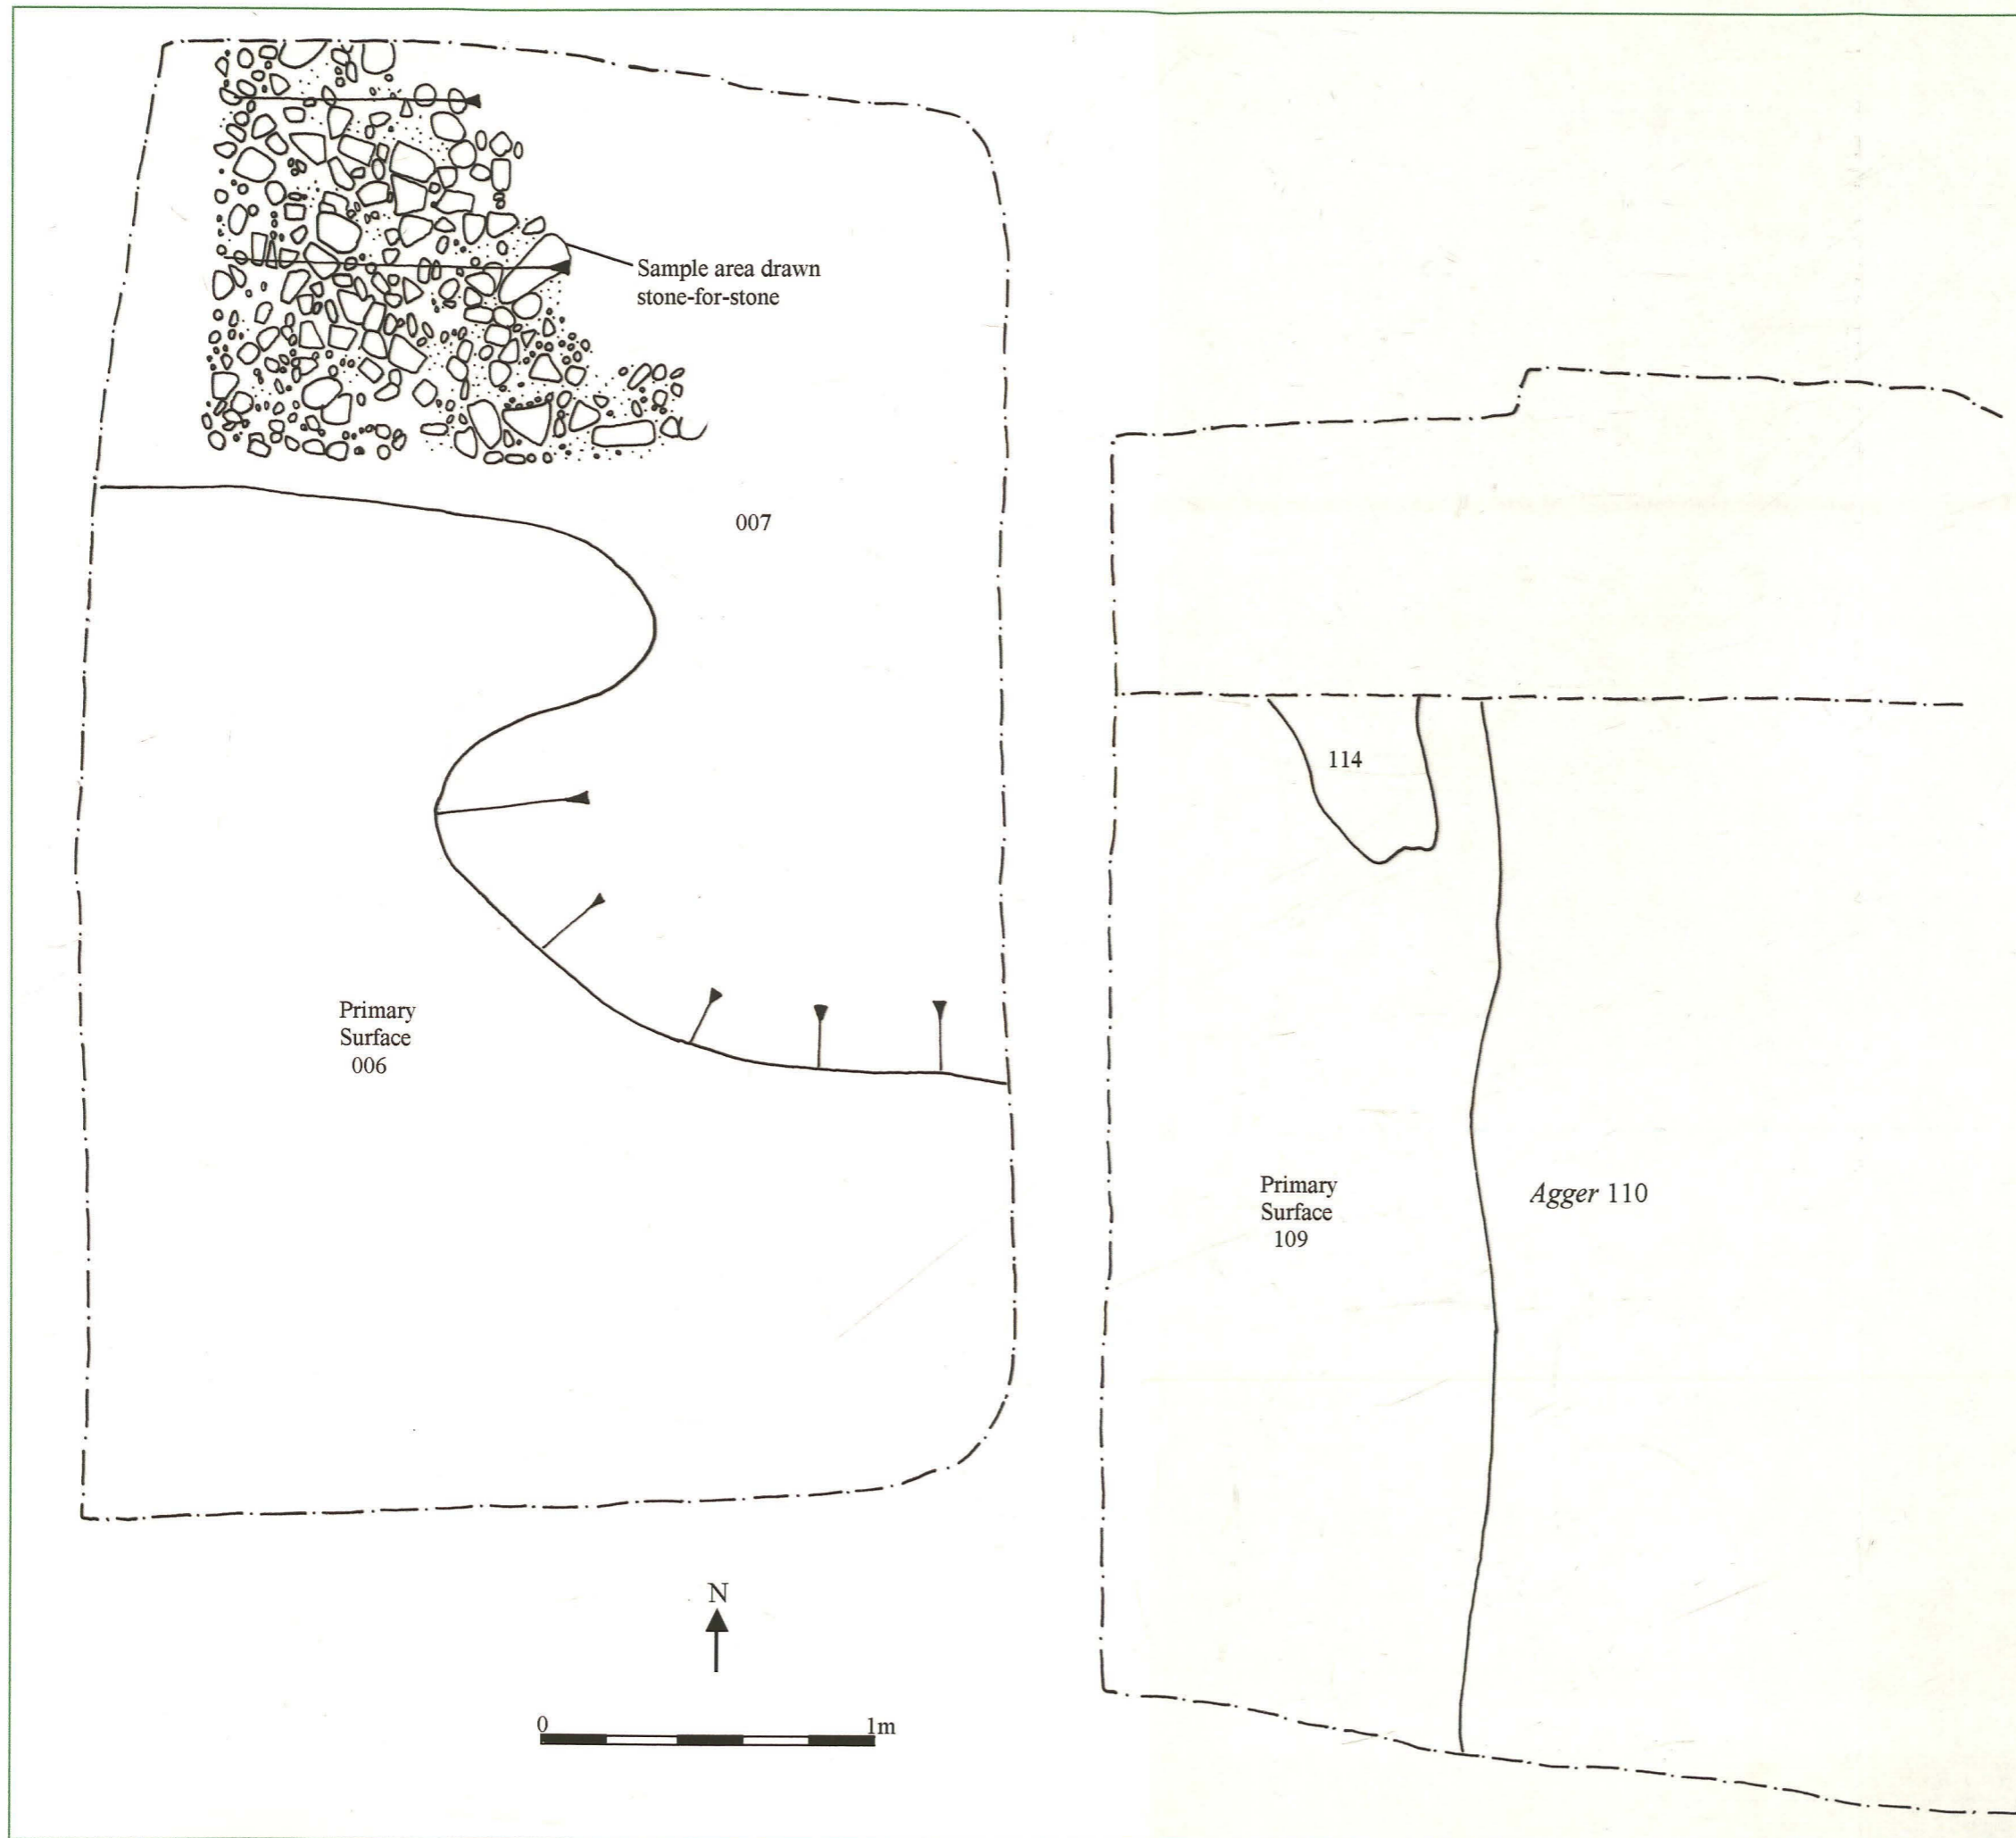 Sample area drawn
stone-for-stone
007
114
Primary
Surface
006
Primary
Surface
109
Agger 110
N
0
1m